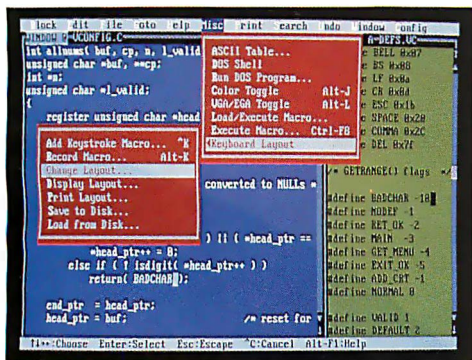 lock dit ile oto elp isc rint earch ndo indow onfig
WINDOW B-VCONFIG.C
A-DEFS.VC
int allnums( buf, cp, n, l_valid
unsigned char *buf, **cp;
int *n;
unsigned char *l_valid;
{
register unsigned char *head
ASCII Table...
DOS Shell
Run DOS Program...
Color Toggle Alt-J
VGA/EGA Toggle Alt-L
Load/Execute Macro...
Execute Macro... Ctrl-F8
Keyboard Layout
e BELL 0x07
e BS 0x08
e LF 0x0a
e CR 0x0d
e ESC 0x1b
e SPACE 0x20
e COMMA 0x2C
e DEL 0x7f
Add Keystroke Macro... ^K
Record Macro... Alt-K
Change Layout...
Display Layout...
Print Layout...
Save to Disk...
Load from Disk...
converted to NULLs *
) || ( *head_ptr ==
*head_ptr++ = 0;
else if ( ! isdigit( *head_ptr++ ) )
return( BADCHAR );
end_ptr = head_ptr;
head_ptr = buf; /* reset for
/* GETRANGE() flags */
#define BADCHAR -10
#define NODEF -1
#define RET_OK -2
#define MAIN -3
#define GET_MENU -4
#define EXIT_OK -5
#define ADD_CRT -1
#define NORMAL 0
#define VALID 1
#define DEFAULT 2
:Choose Enter:Select Esc:Escape ^C:Cancel Alt-F1:Help